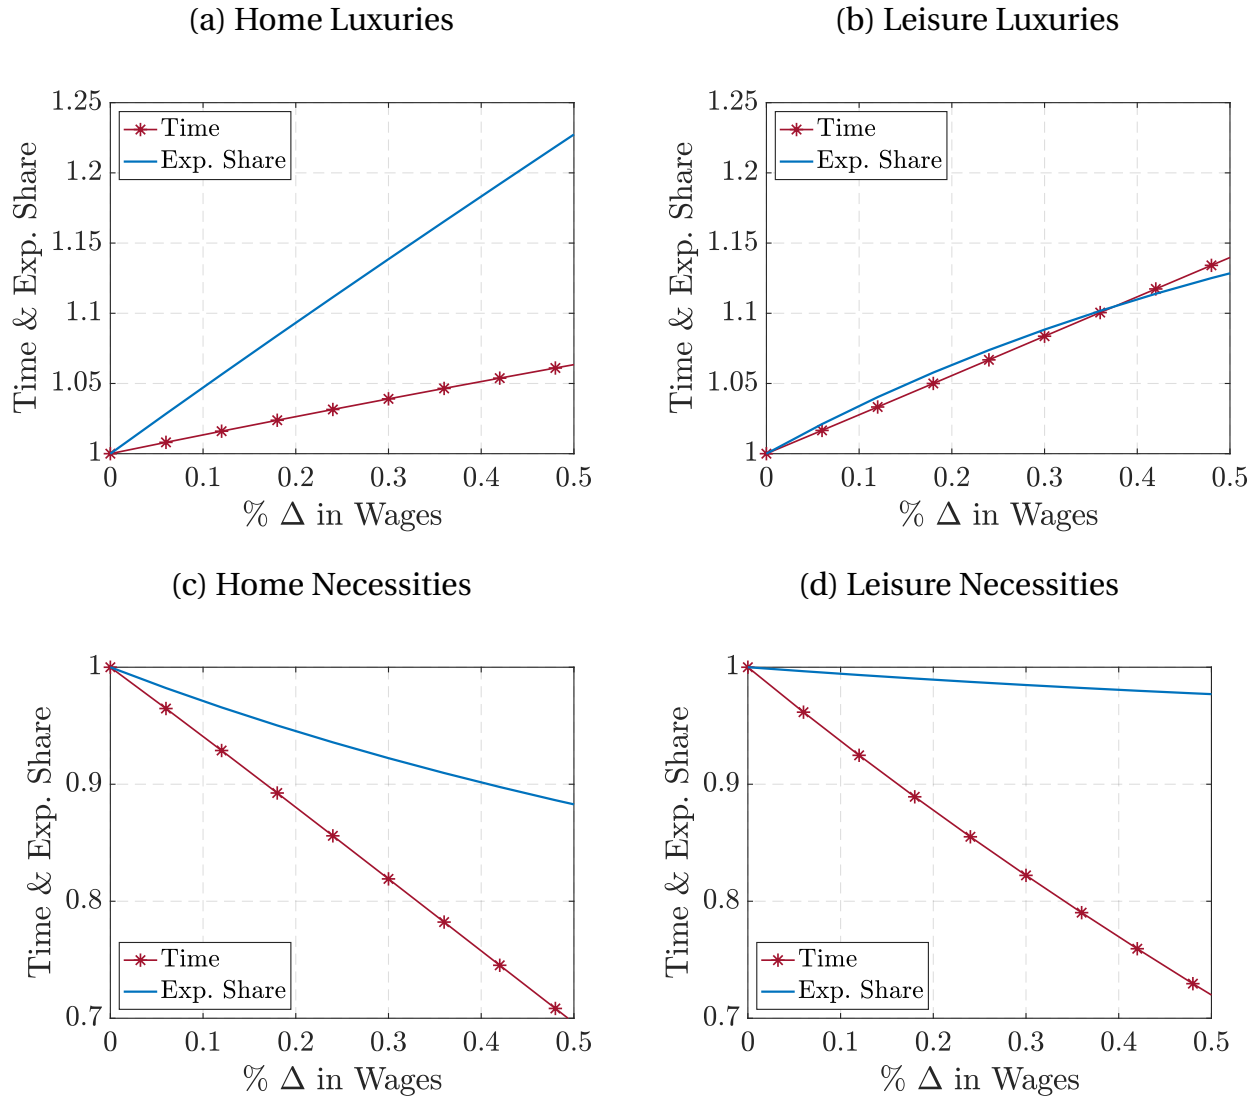 (a) Home Luxuries
Time & Exp. Share
1.25
1.2
1.15
1.1
1.05
1
Time
Exp. Share
0 0.1 0.2 0.3 0.4 0.5
% Δ in Wages
(b) Leisure Luxuries
Time & Exp. Share
1.25
1.2
1.15
1.1
1.05
1
Time
Exp. Share
0 0.1 0.2 0.3 0.4 0.5
% Δ in Wages
(c) Home Necessities
Time & Exp. Share
1
0.9
0.8
0.7
Time
Exp. Share
0 0.1 0.2 0.3 0.4 0.5
% Δ in Wages
(d) Leisure Necessities
Time & Exp. Share
1
0.9
0.8
0.7
Time
Exp. Share
0 0.1 0.2 0.3 0.4 0.5
% Δ in Wages